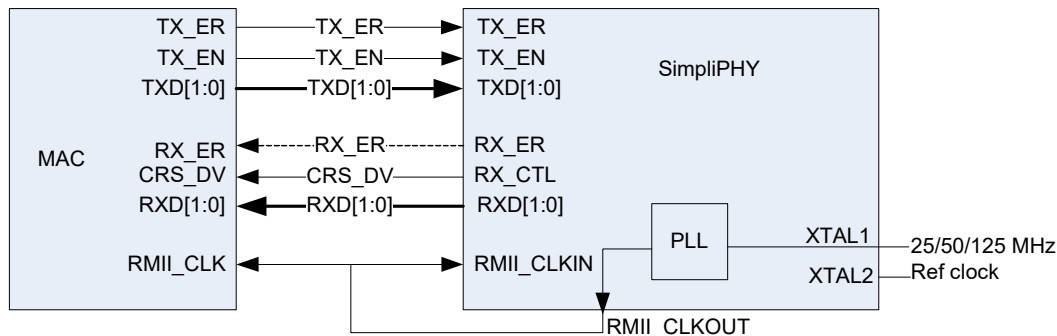 TX_ER TX_ER TX_ER
TX_EN TX_EN TX_EN
SimpliPHY
TXD[1:0] TXD[1:0] TXD[1:0]
MAC
RX_ER RX_ER RX_ER
CRS_DV CRS_DV RX_CTL
RXD[1:0] RXD[1:0] RXD[1:0]
PLL
XTAL1 25/50/125 MHz
RMII_CLK RMII_CLKIN
XTAL2 Ref clock
RMII_CLKOUT